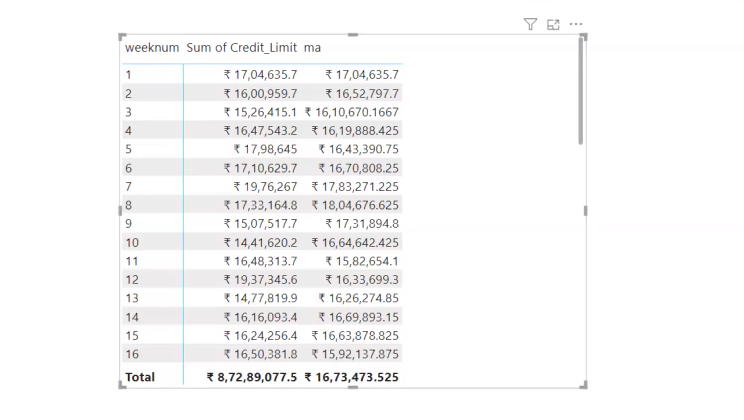 weeknum Sum of Credit_Limit ma
1 ₹ 17,04,635.7 ₹ 17,04,635.7
2 ₹ 16,00,959.7 ₹ 16,52,797.7
3 ₹ 15,26,415.1 ₹ 16,10,670.1667
4 ₹ 16,47,543.2 ₹ 16,19,888.425
5 ₹ 17,98,645 ₹ 16,43,390.75
6 ₹ 17,10,629.7 ₹ 16,70,808.25
7 ₹ 19,76,267 ₹ 17,83,271.225
8 ₹ 17,33,164.8 ₹ 18,04,676.625
9 ₹ 15,07,517.7 ₹ 17,31,894.8
10 ₹ 14,41,620.2 ₹ 16,64,642.425
11 ₹ 16,48,313.7 ₹ 15,82,654.1
12 ₹ 19,37,345.6 ₹ 16,33,699.3
13 ₹ 14,77,819.9 ₹ 16,26,274.85
14 ₹ 16,16,093.4 ₹ 16,69,893.15
15 ₹ 16,24,256.4 ₹ 16,63,878.825
16 ₹ 16,50,381.8 ₹ 15,92,137.875
Total ₹ 8,72,89,077.5 ₹ 16,73,473.525